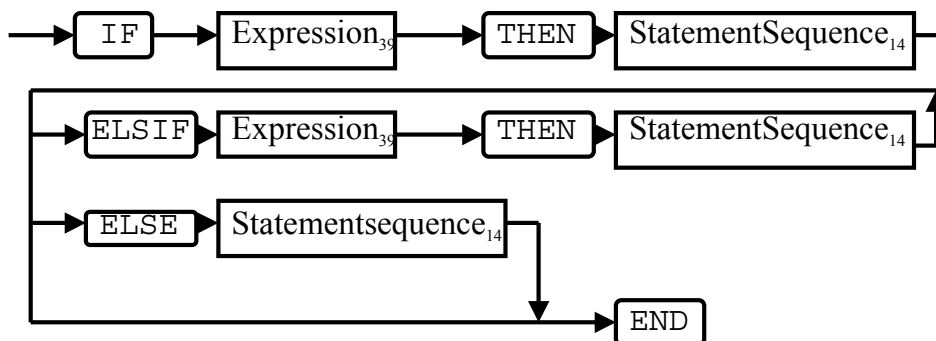 IF Expression39 THEN StatementSequence14
ELSIF Expression39 THEN StatementSequence14
ELSE Statementsequence14
END